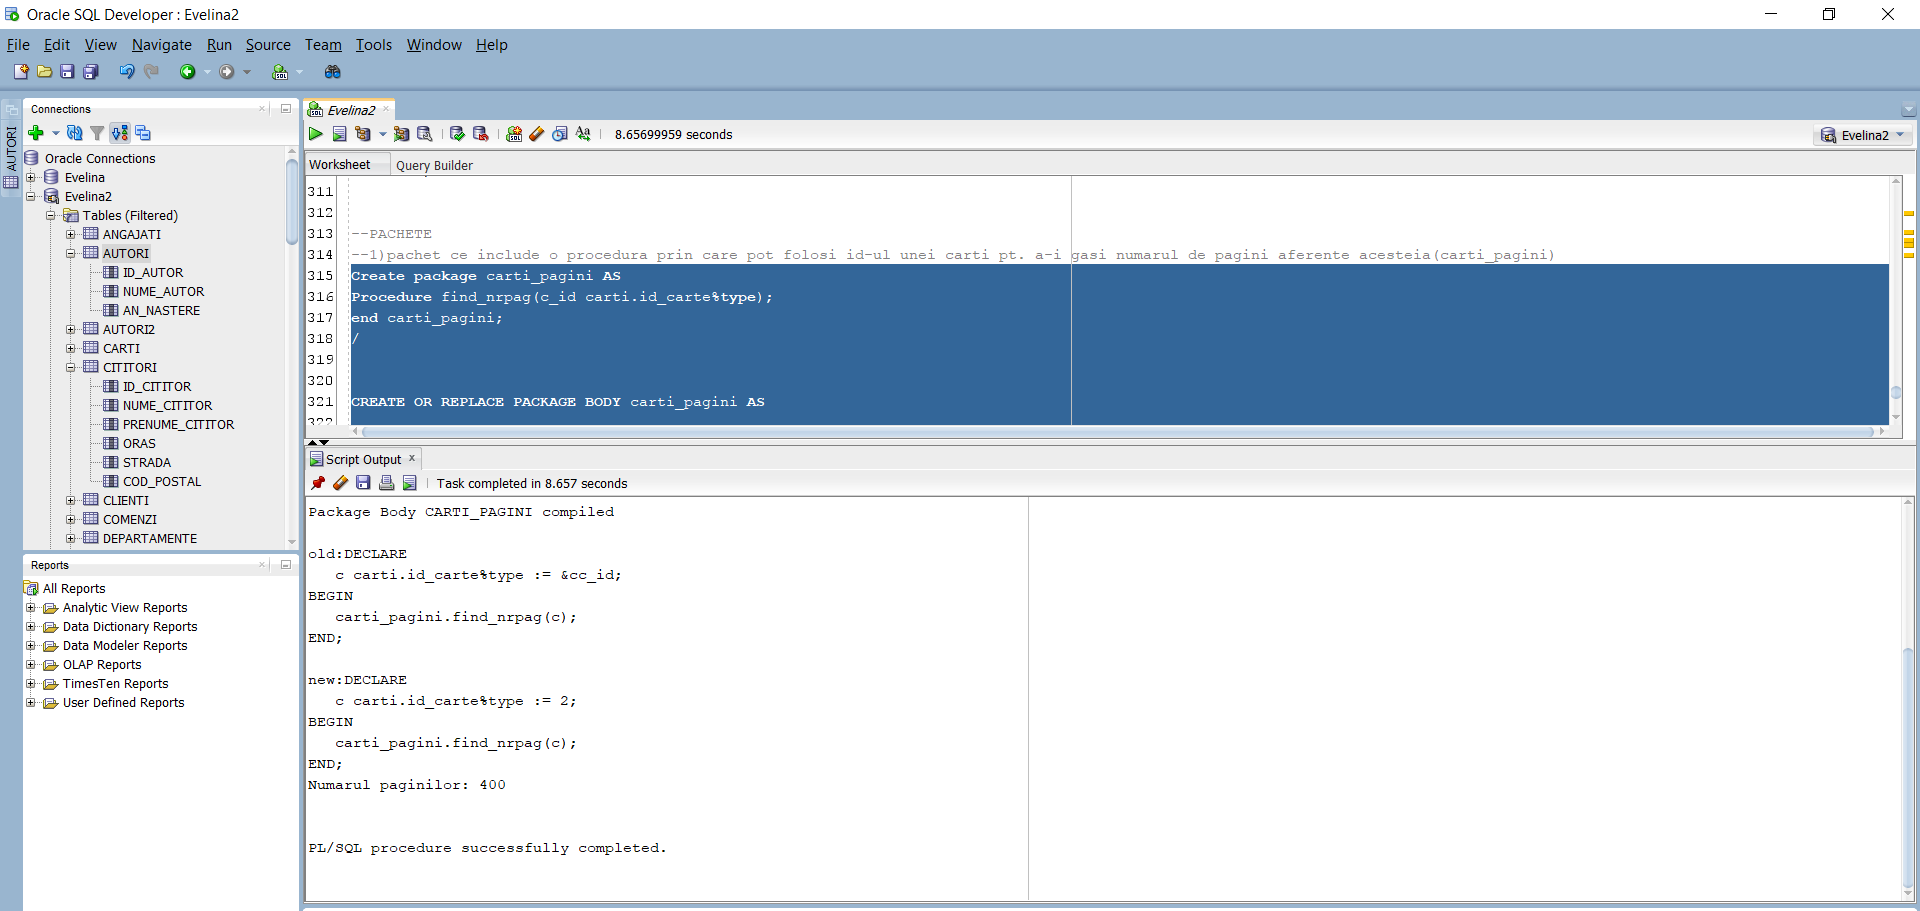 Oracle SQL Developer : Evelina2
File Edit View Navigate Run Source Team Tools Window Help
AUTORI
Connections
Oracle Connections
Evelina
Evelina2
Tables (Filtered)
ANGAJATI
AUTORI
ID_AUTOR
NUME_AUTOR
AN_NASTERE
AUTORI2
CARTI
CITITORI
ID_CITITOR
NUME_CITITOR
PRENUME_CITITOR
ORAS
STRADA
COD_POSTAL
CLIENTI
COMENZI
DEPARTAMENTE
Reports
All Reports
Analytic View Reports
Data Dictionary Reports
Data Modeler Reports
OLAP Reports
TimesTen Reports
User Defined Reports
Evelina2
8.65699959 seconds
Evelina2
Worksheet Query Builder
311
312
313 --PACHETE
314 --1)pachet ce include o procedura prin care pot folosi id-ul unei carti pt. a-i gasi numarul de pagini aferente acesteia(carti_pagini)
315 Create package carti_pagini AS
316 Procedure find_nrpag(c_id carti.id_carte%type);
317 end carti_pagini;
318 /
319
320
321 CREATE OR REPLACE PACKAGE BODY carti_pagini AS
322
Script Output
Task completed in 8.657 seconds
Package Body CARTI_PAGINI compiled
old:DECLARE
c carti.id_carte%type := &cc_id;
BEGIN
carti_pagini.find_nrpag(c);
END;
new:DECLARE
c carti.id_carte%type := 2;
BEGIN
carti_pagini.find_nrpag(c);
END;
Numarul paginilor: 400
PL/SQL procedure successfully completed.